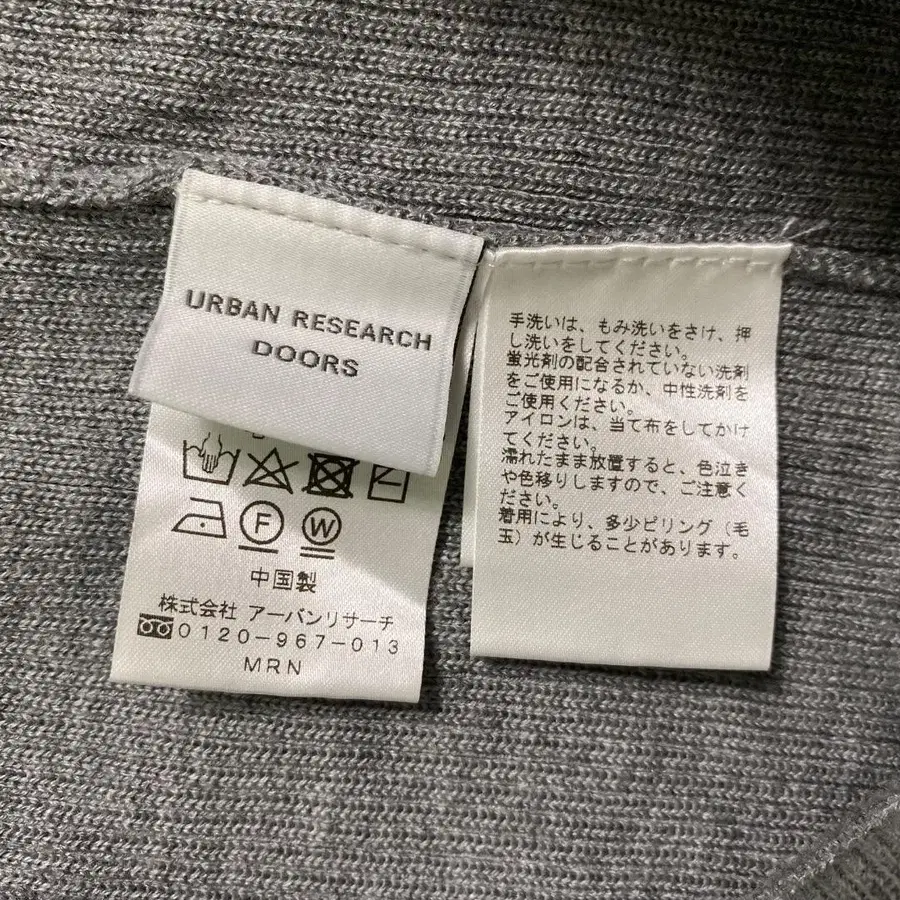 URBAN RESEARCH
DOORS
F W
中国製
株式会社 アーバンリサーチ
0120-967-013
MRN
手洗いは、もみ洗いをさけ、押
し洗いをしてください。
蛍光剤の配合されていない洗剤
をご使用になるか、中性洗剤を
ご使用ください。
アイロンは、当て布をしてかけ
てください。
濡れたまま放置すると、色泣き
や色移りしますので、ご注意く
ださい。
着用により、多少ピリング（毛
玉）が生じることがあります。